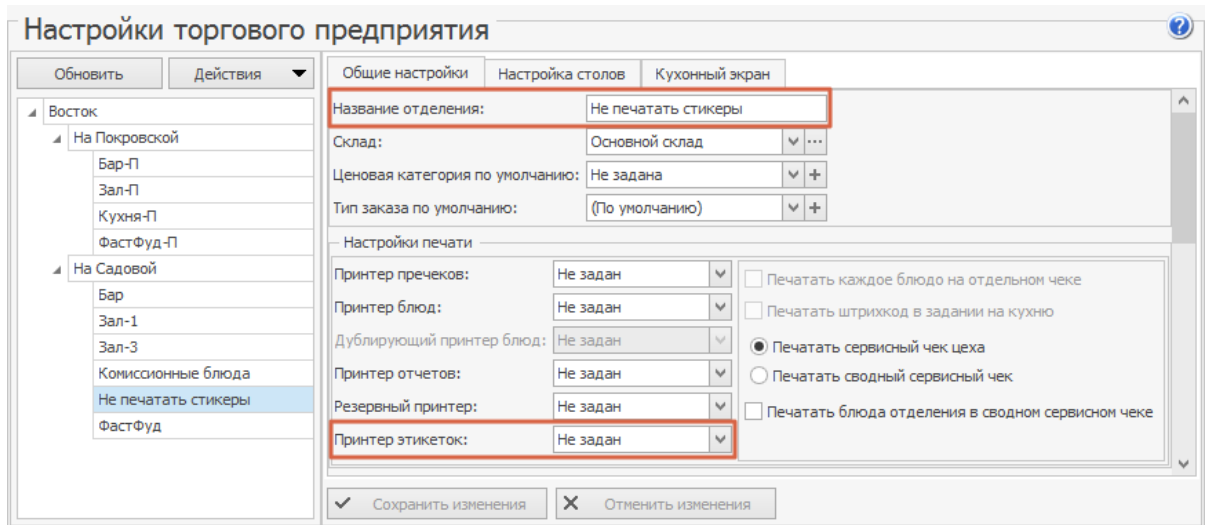 Настройки торгового предприятия
Обновить
Действия
Восток
На Покровской
Бар-П
Зал-П
Кухня-П
ФастФуд-П
На Садовой
Бар
Зал-1
Зал-3
Комиссионные блюда
Не печатать стикеры
ФастФуд
Общие настройки
Настройка столов
Кухонный экран
Название отделения: Не печатать стикеры
Склад: Основной склад
Ценовая категория по умолчанию: Не задана
Тип заказа по умолчанию: (По умолчанию)
Настройки печати
Принтер пречеков: Не задан
Принтер блюд: Не задан
Дублирующий принтер блюд: Не задан
Принтер отчетов: Не задан
Резервный принтер: Не задан
Принтер этикеток: Не задан
Печатать каждое блюдо на отдельном чеке
Печатать штрихкод в задании на кухню
Печатать сервисный чек цеха
Печатать сводный сервисный чек
Печатать блюда отделения в сводном сервисном чеке
Сохранить изменения
Отменить изменения